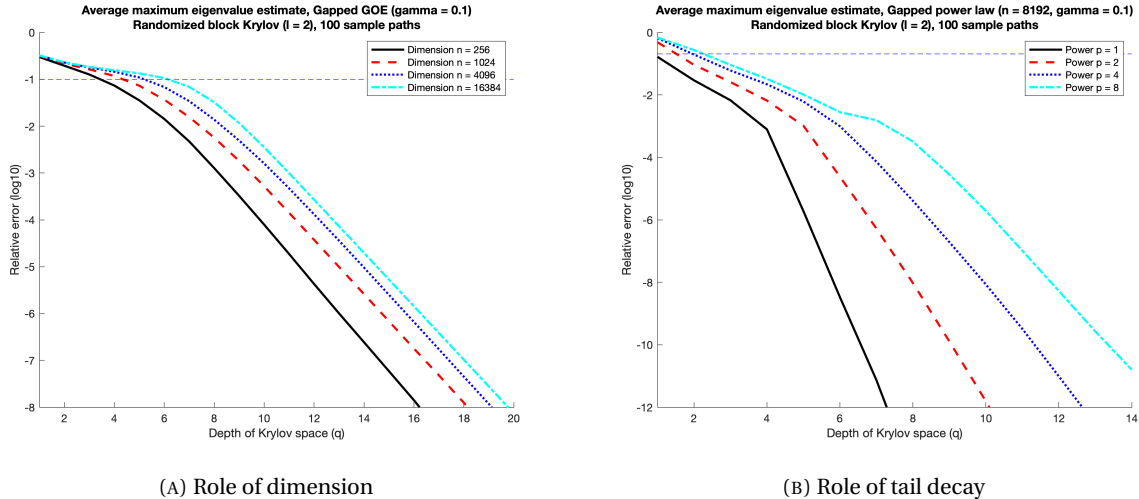 Average maximum eigenvalue estimate, Gapped GOE (gamma = 0.1)
Randomized block Krylov (l = 2), 100 sample paths
0
-1
-2
-3
-4
-5
-6
-7
-8
Relative error (log10)
Dimension n = 256
Dimension n = 1024
Dimension n = 4096
Dimension n = 16384
2 4 6 8 10 12 14 16 18 20
Depth of Krylov space (q)
(A) Role of dimension
Average maximum eigenvalue estimate, Gapped power law (n = 8192, gamma = 0.1)
Randomized block Krylov (l = 2), 100 sample paths
0
-2
-4
-6
-8
-10
-12
Relative error (log10)
Power p = 1
Power p = 2
Power p = 4
Power p = 8
2 4 6 8 10 12 14
Depth of Krylov space (q)
(B) Role of tail decay